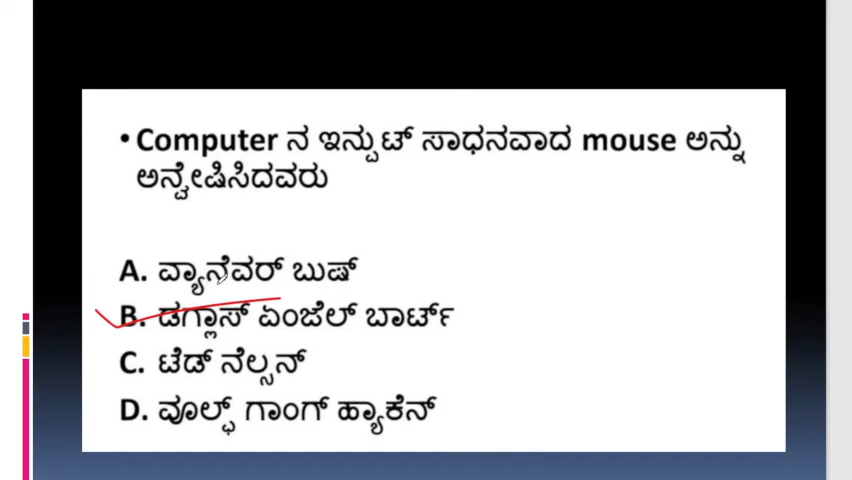 • Computer ನ ಇನ್ಪುಟ್ ಸಾಧನವಾದ mouse ಅನ್ನು
ಅನ್ವೇಷಿಸಿದವರು
A. ವ್ಯಾನೆವರ್ ಬುಷ್
B. ಡಗ್ಲಾಸ್ ಏಂಜೆಲ್ ಬಾರ್ಟ್
C. ಟೆಡ್ ನೆಲ್ಸನ್
D. ವೂಲ್ಫ್ ಗಾಂಗ್ ಹ್ಯಾಕೆನ್